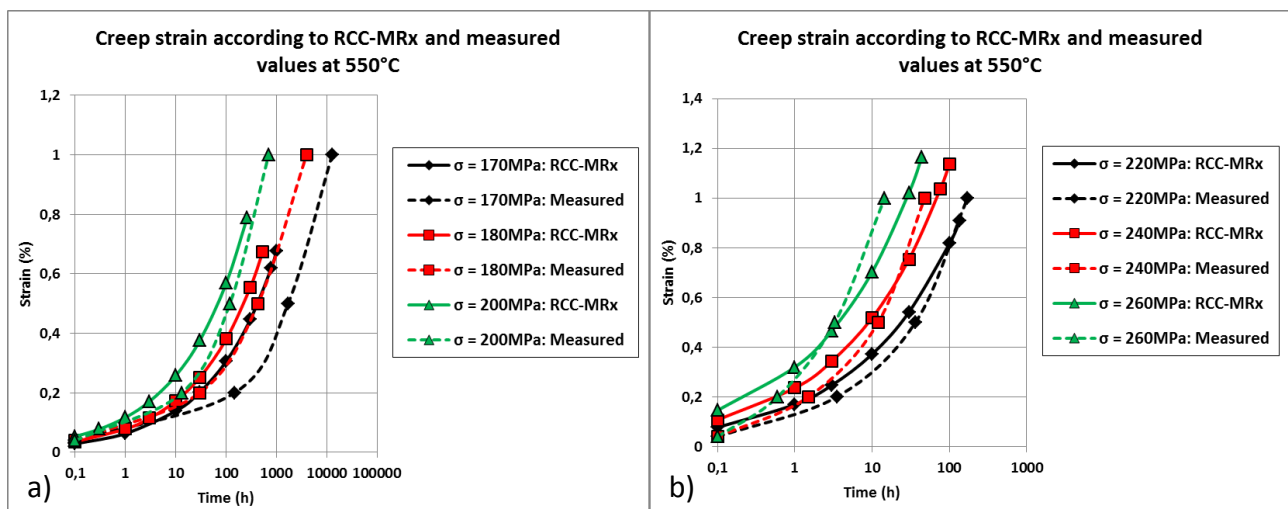 Creep strain according to RCC-MRx and measured
values at 550°C
1,2
1
0,8
0,6
0,4
0,2
0
Strain (%)
0,1
1
10
100
1000
10000
100000
Time (h)
σ = 170MPa: RCC-MRx
σ = 170MPa: Measured
σ = 180MPa: RCC-MRx
σ = 180MPa: Measured
σ = 200MPa: RCC-MRx
σ = 200MPa: Measured
a)
Creep strain according to RCC-MRx and measured
values at 550°C
1,4
1,2
1
0,8
0,6
0,4
0,2
0
Strain (%)
0,1
1
10
100
1000
Time (h)
σ = 220MPa: RCC-MRx
σ = 220MPa: Measured
σ = 240MPa: RCC-MRx
σ = 240MPa: Measured
σ = 260MPa: RCC-MRx
σ = 260MPa: Measured
b)